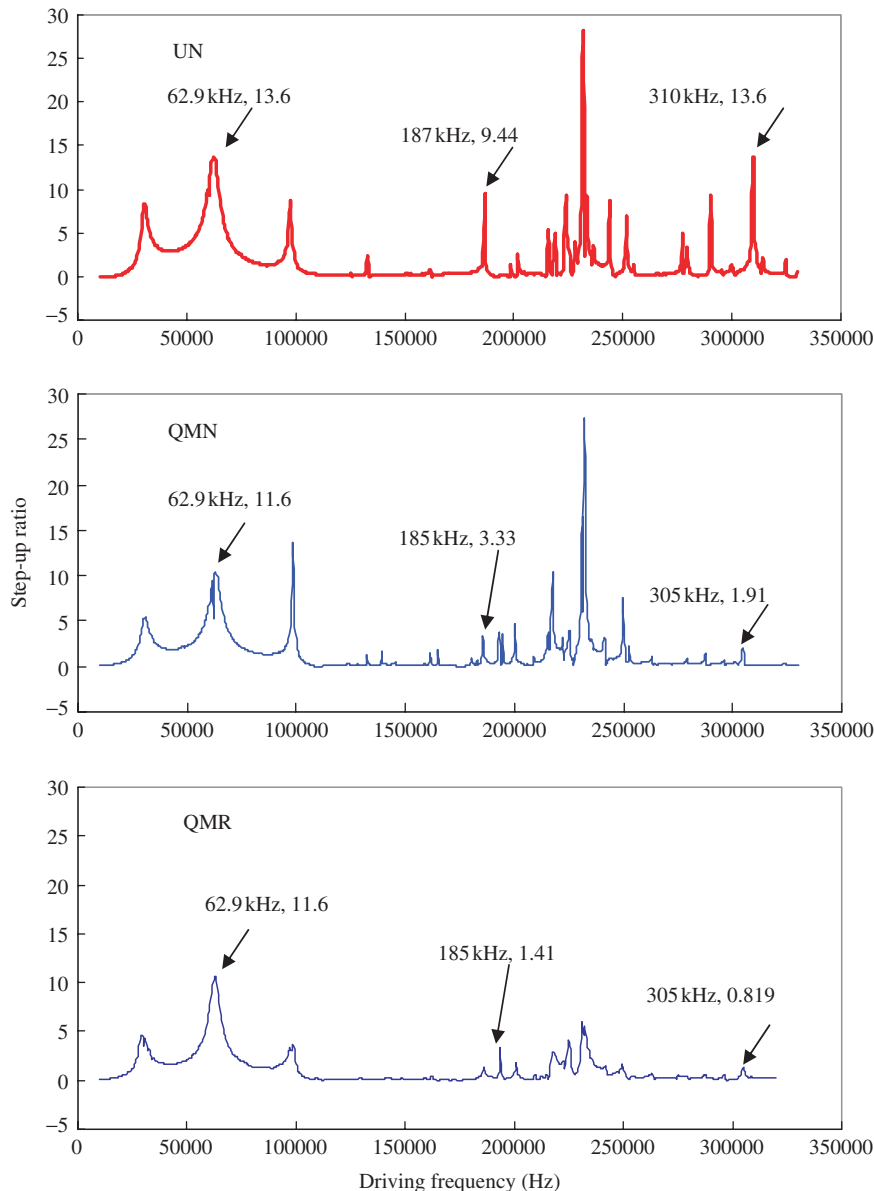 30
25
20
15
10
5
0
−5
UN
62.9 kHz, 13.6
187 kHz, 9.44
310 kHz, 13.6
0 50000 100000 150000 200000 250000 300000 350000
Step-up ratio
30
25
20
15
10
5
0
−5
QMN
62.9 kHz, 11.6
185 kHz, 3.33
305 kHz, 1.91
0 50000 100000 150000 200000 250000 300000 350000
30
25
20
15
10
5
0
−5
QMR
62.9 kHz, 11.6
185 kHz, 1.41
305 kHz, 0.819
0 50000 100000 150000 200000 250000 300000 350000
Driving frequency (Hz)